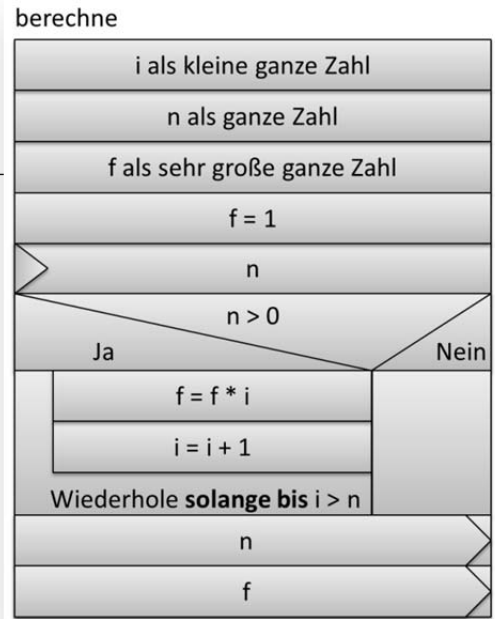 berechne
i als kleine ganze Zahl
n als ganze Zahl
f als sehr große ganze Zahl
f = 1
n
n > 0
Ja
Nein
f = f * i
i = i + 1
Wiederhole solange bis i > n
n
f